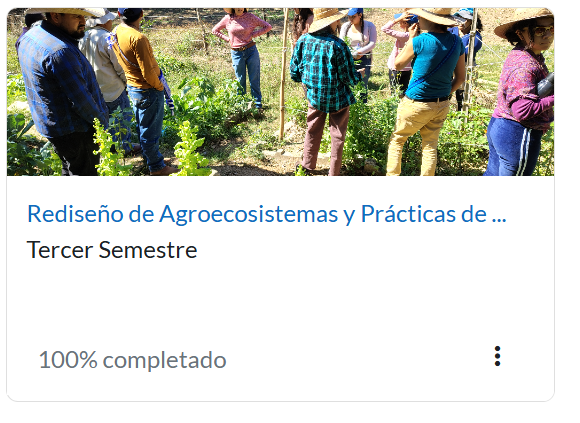 Rediseño de Agroecosistemas y Prácticas de ...
Tercer Semestre
100% completado